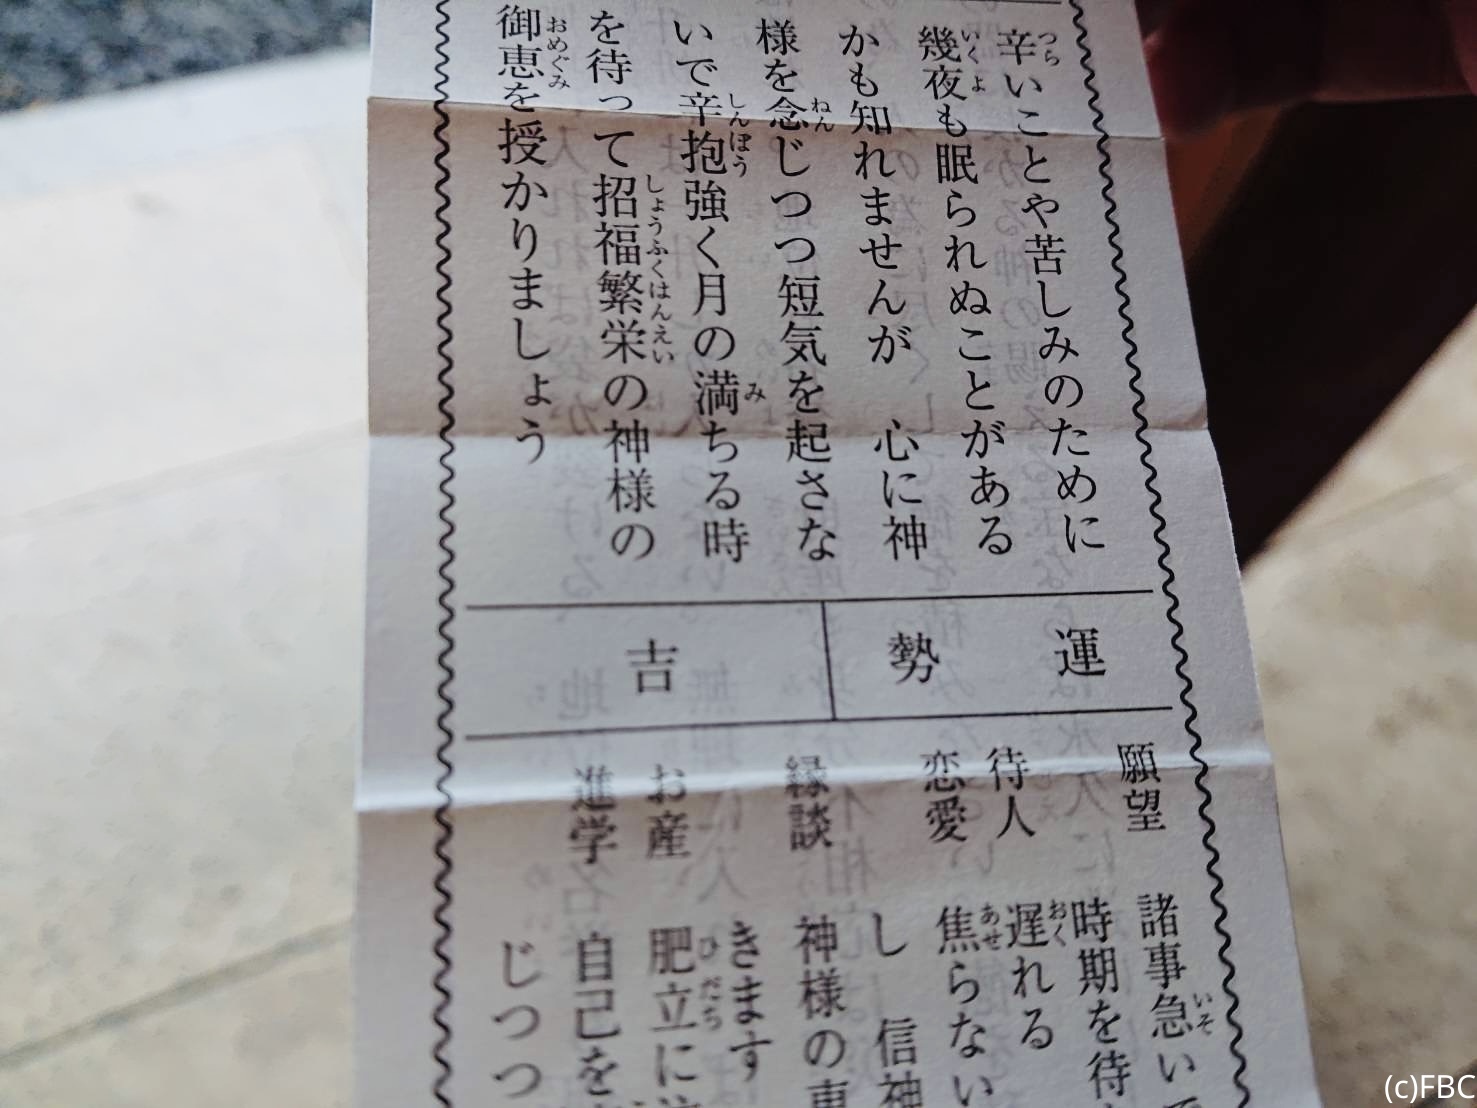 辛いことや苦しみのために
幾夜も眠られぬことがある
かも知れませんが　心に神
様を念じつつ短気を起さな
いで辛抱強く月の満ちる時
を待って招福繁栄の神様の
御恵を授かりましょう
運勢
吉
願望　諸事急い
時期を待
待人　遅れる
恋愛　焦らない
し　信神
縁談　神様の恵
きます
お産　肥立に注
進学　自己を
じつつ
(c)FBC